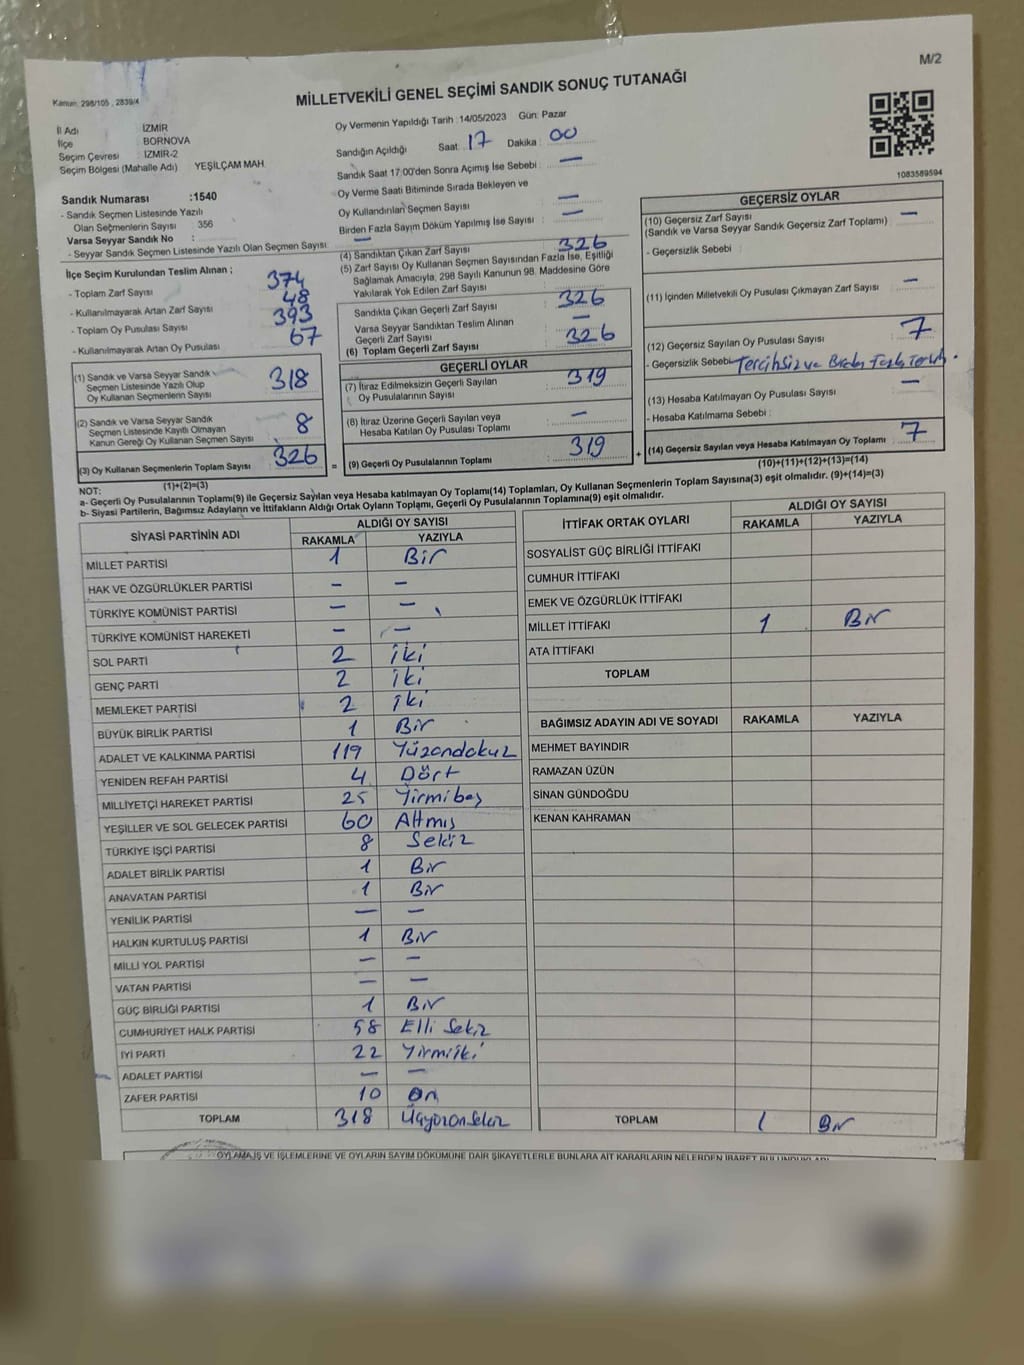 M/2
Kanun: 298/105 , 2839/4
MİLLETVEKİLİ GENEL SEÇİMİ SANDIK SONUÇ TUTANAĞI
İl Adı İZMİR
İlçe BORNOVA
Seçim Çevresi : İZMİR-2
Seçim Bölgesi (Mahalle Adı) YEŞİLÇAM MAH.
Oy Vermenin Yapıldığı Tarih : 14/05/2023 Gün: Pazar
Sandığın Açıldığı Saat : 17 Dakika : 00
Sandık Saat 17:00'den Sonra Açımış İse Sebebi : —
Oy Verme Saati Bitiminde Sırada Bekleyen ve
Oy Kullandırılan Seçmen Sayısı : —
Birden Fazla Sayım Döküm Yapılmış İse Sayısı : —
1083589594
Sandık Numarası :1540
- Sandık Seçmen Listesinde Yazılı
Olan Seçmenlerin Sayısı : 356
Varsa Seyyar Sandık No :
- Seyyar Sandık Seçmen Listesinde Yazılı Olan Seçmen Sayısı: —
İlçe Seçim Kurulundan Teslim Alınan ;
- Toplam Zarf Sayısı : 374
- Kullanılmayarak Artan Zarf Sayısı : 48
- Toplam Oy Pusulası Sayısı : 393
- Kullanılmayarak Artan Oy Pusulası : 67
(1) Sandık ve Varsa Seyyar Sandık
Seçmen Listesinde Yazılı Olup
Oy Kullanan Seçmenlerin Sayısı : 318
(2) Sandık ve Varsa Seyyar Sandık
Seçmen Listesinde Kayıtlı Olmayan
Kanun Gereği Oy Kullanan Seçmen Sayısı : 8
(3) Oy Kullanan Seçmenlerin Toplam Sayısı : 326
(1)+(2)=(3)
(4) Sandıktan Çıkan Zarf Sayısı : 326
(5) Zarf Sayısı Oy Kullanan Seçmen Sayısından Fazla İse, Eşitliği
Sağlamak Amacıyla, 298 Sayılı Kanunun 98. Maddesine Göre
Yakılarak Yok Edilen Zarf Sayısı :
Sandıkta Çıkan Geçerli Zarf Sayısı : 326
Varsa Seyyar Sandıktan Teslim Alınan
Geçerli Zarf Sayısı : —
(6) Toplam Geçerli Zarf Sayısı : 326
GEÇERLİ OYLAR
(7) İtiraz Edilmeksizin Geçerli Sayılan
Oy Pusulalarının Sayısı : 319
(8) İtiraz Üzerine Geçerli Sayılan veya
Hesaba Katılan Oy Pusulası Toplamı : —
= (9) Geçerli Oy Pusulalarının Toplamı : 319 +
GEÇERSİZ OYLAR
(10) Geçersiz Zarf Sayısı
(Sandık ve Varsa Seyyar Sandık Geçersiz Zarf Toplamı) : —
- Geçersizlik Sebebi :
(11) İçinden Milletvekili Oy Pusulası Çıkmayan Zarf Sayısı : —
(12) Geçersiz Sayılan Oy Pusulası Sayısı : 7
- Geçersizlik Sebebi : Tercihsiz ve Birden Fazla Tercih.
(13) Hesaba Katılmayan Oy Pusulası Sayısı : —
- Hesaba Katılmama Sebebi :
(14) Geçersiz Sayılan veya Hesaba Katılmayan Oy Toplamı : 7
(10)+(11)+(12)+(13)=(14)
NOT:
a- Geçerli Oy Pusulalarının Toplamı(9) ile Geçersiz Sayılan veya Hesaba katılmayan Oy Toplamı(14) Toplamları, Oy Kullanan Seçmenlerin Toplam Sayısına(3) eşit olmalıdır. (9)+(14)=(3)
b- Siyasi Partilerin, Bağımsız Adayların ve İttifakların Aldığı Ortak Oyların Toplamı, Geçerli Oy Pusulalarının Toplamına(9) eşit olmalıdır.
SİYASİ PARTİNİN ADI ALDIĞI OY SAYISI
RAKAMLA YAZIYLA
MİLLET PARTİSİ 1 Bir
HAK VE ÖZGÜRLÜKLER PARTİSİ — —
TÜRKİYE KOMÜNİST PARTİSİ — —
TÜRKİYE KOMÜNİST HAREKETİ — —
SOL PARTİ 2 iki
GENÇ PARTİ 2 iki
MEMLEKET PARTİSİ 2 iki
BÜYÜK BİRLİK PARTİSİ 1 Bir
ADALET VE KALKINMA PARTİSİ 119 Yüzondokuz
YENİDEN REFAH PARTİSİ 4 Dört
MİLLİYETÇİ HAREKET PARTİSİ 25 Yirmibeş
YEŞİLLER VE SOL GELECEK PARTİSİ 60 Altmış
TÜRKİYE İŞÇİ PARTİSİ 8 Sekiz
ADALET BİRLİK PARTİSİ 1 Bir
ANAVATAN PARTİSİ 1 Bir
YENİLİK PARTİSİ — —
HALKIN KURTULUŞ PARTİSİ 1 Bir
MİLLİ YOL PARTİSİ — —
VATAN PARTİSİ — —
GÜÇ BİRLİĞİ PARTİSİ 1 Bir
CUMHURİYET HALK PARTİSİ 58 Elli Sekiz
İYİ PARTİ 22 Yirmiiki
ADALET PARTİSİ — —
ZAFER PARTİSİ 10 On
TOPLAM 318 Üçyüzonsekiz
İTTİFAK ORTAK OYLARI ALDIĞI OY SAYISI
RAKAMLA YAZIYLA
SOSYALİST GÜÇ BİRLİĞİ İTTİFAKI
CUMHUR İTTİFAKI
EMEK VE ÖZGÜRLÜK İTTİFAKI
MİLLET İTTİFAKI 1 Bir
ATA İTTİFAKI
TOPLAM
BAĞIMSIZ ADAYIN ADI VE SOYADI RAKAMLA YAZIYLA
MEHMET BAYINDIR
RAMAZAN ÜZÜN
SİNAN GÜNDOĞDU
KENAN KAHRAMAN
TOPLAM 1 Bir
OYLAMA İŞ VE İŞLEMLERİNE VE OYLARIN SAYIM DÖKÜMÜNE DAİR ŞİKAYETLERLE BUNLARA AİT KARARLARIN NELERDEN İBARET BULUNDUKLARI